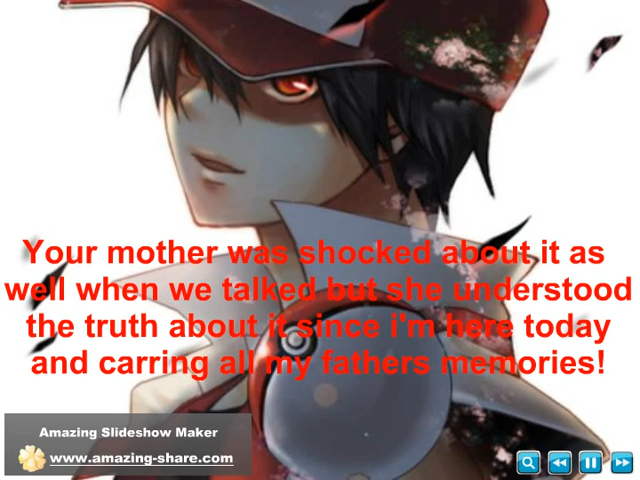 Your mother was shocked about it as
well when we talked but she understood
the truth about it since i'm here today
and carring all my fathers memories!
Amazing Slideshow Maker
www.amazing-share.com